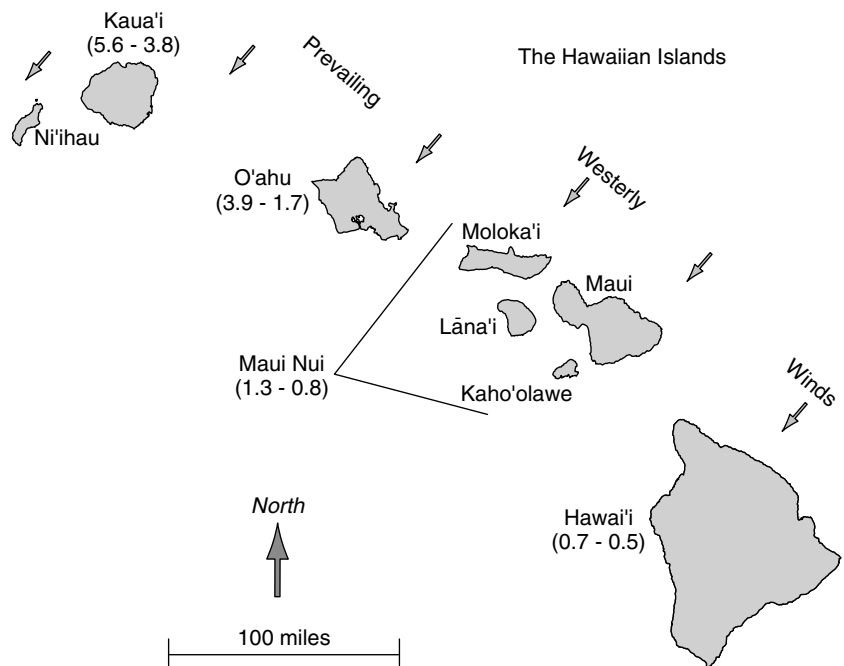 Kaua'i
(5.6 - 3.8)
Ni'ihau
Prevailing
The Hawaiian Islands
O'ahu
(3.9 - 1.7)
Westerly
Moloka'i
Maui
Lāna'i
Maui Nui
(1.3 - 0.8)
Kaho'olawe
Winds
North
Hawai'i
(0.7 - 0.5)
100 miles